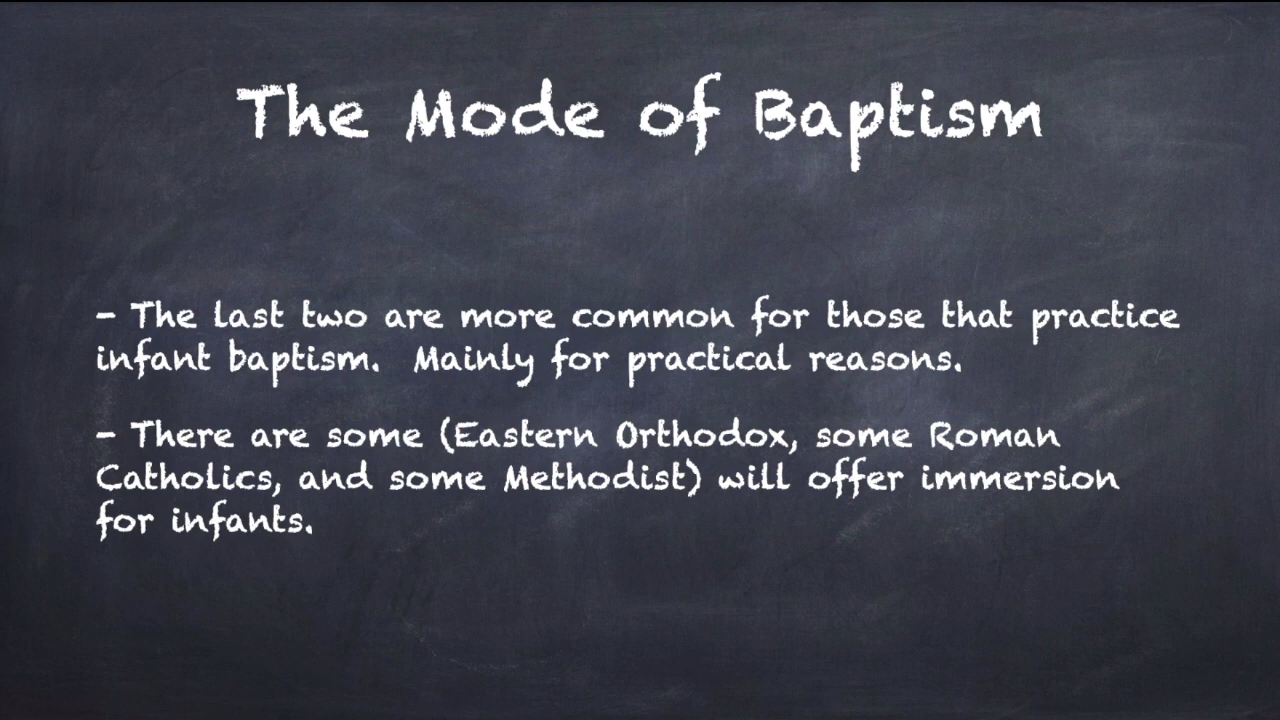 The Mode of Baptism
- The last two are more common for those that practice
infant baptism.  Mainly for practical reasons.
- There are some (Eastern Orthodox, some Roman
Catholics, and some Methodist) will offer immersion
for infants.